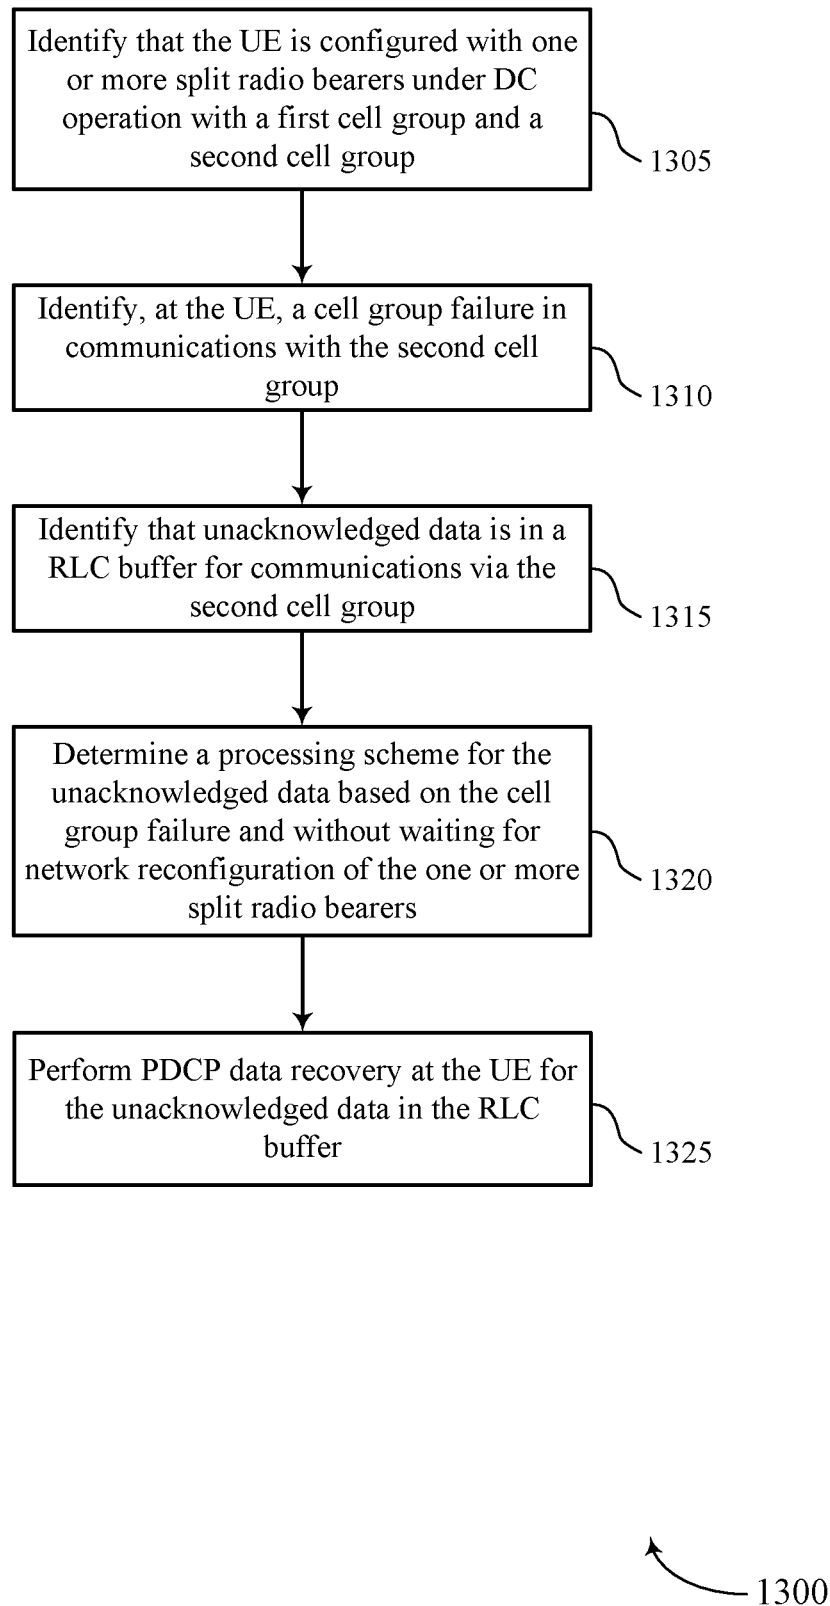 Identify that the UE is configured with one
or more split radio bearers under DC
operation with a first cell group and a
second cell group
1305
Identify, at the UE, a cell group failure in
communications with the second cell
group
1310
Identify that unacknowledged data is in a
RLC buffer for communications via the
second cell group
1315
Determine a processing scheme for the
unacknowledged data based on the cell
group failure and without waiting for
network reconfiguration of the one or more
split radio bearers
1320
Perform PDCP data recovery at the UE for
the unacknowledged data in the RLC
buffer
1325
1300